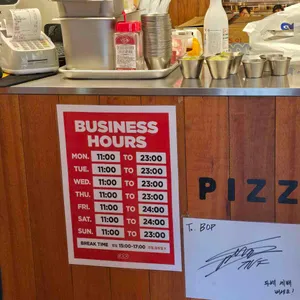 BUSINESS
HOURS
MON. 11:00 TO 23:00
TUE. 11:00 TO 23:00
WED. 11:00 TO 23:00
THU. 11:00 TO 23:00
FRI. 11:00 TO 24:00
SAT. 11:00 TO 24:00
SUN. 11:00 TO 23:00
BREAK TIME 15:00-17:00
PIZZ
T. BOP